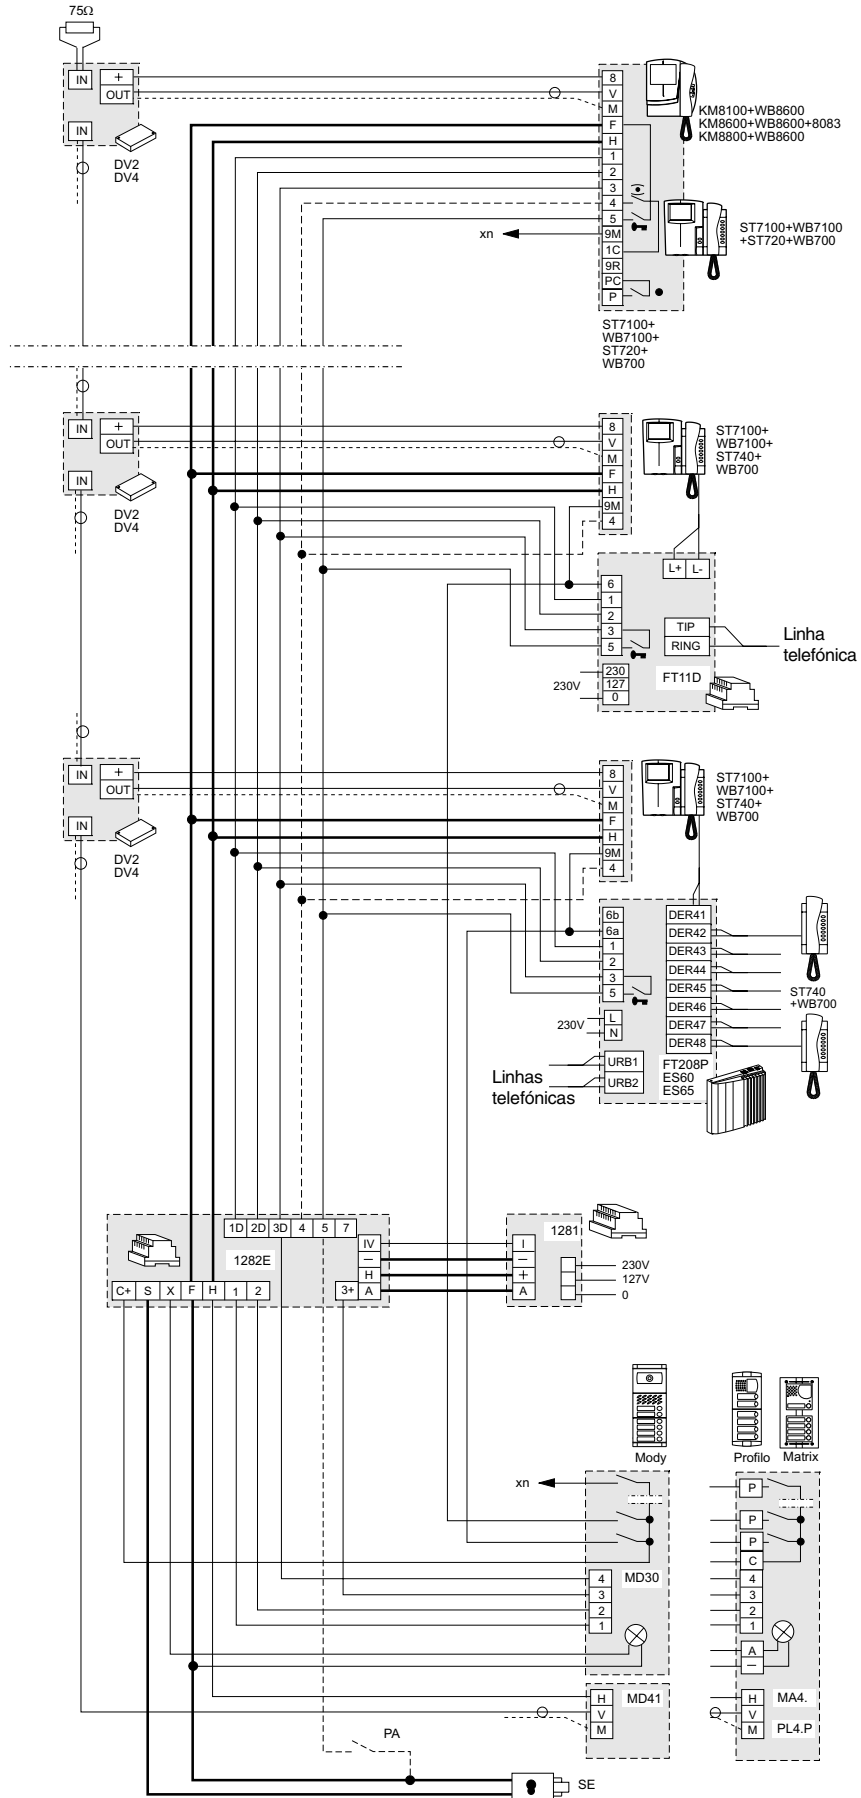 75Ω
IN
+
OUT
IN
DV2
DV4
8
V
M
F
H
1
2
3
4
5
9M
1C
9R
PC
P
xn
KM8100+WB8600
KM8600+WB8600+8083
KM8800+WB8600
ST7100+WB7100
+ST720+WB700
ST7100+
WB7100+
ST720+
WB700
IN
+
OUT
IN
DV2
DV4
8
V
M
F
H
9M
4
ST7100+
WB7100+
ST740+
WB700
L+ L-
6
1
2
3
5
TIP
RING
Linha
telefónica
230V
230
127
0
FT11D
IN
+
OUT
IN
DV2
DV4
8
V
M
F
H
9M
4
ST7100+
WB7100+
ST740+
WB700
6b
6a
1
2
3
5
DER41
DER42
DER43
DER44
DER45
DER46
DER47
DER48
ST740
+WB700
230V
L
N
URB1
URB2
Linhas
telefónicas
FT208P
ES60
ES65
1D 2D 3D 4 5 7
1282E
IV
−
H
A
C+ S X F H 1 2 3+
1281
I
−
+
A
230V
127V
0
Mody
Profilo
Matrix
xn
4
3
2
1
MD30
P
P
P
C
4
3
2
1
A
−
H
V
M
MD41
H
V
M
MA4.
PL4.P
PA
SE